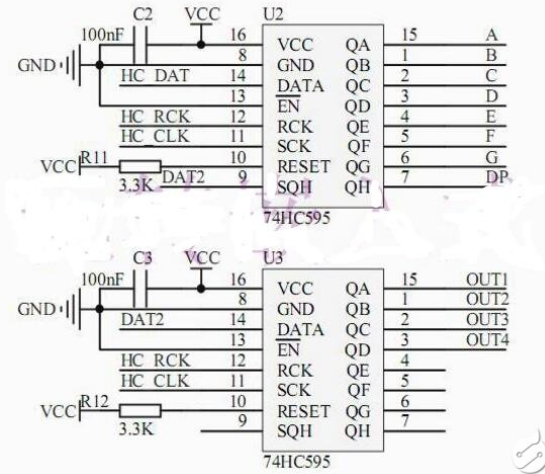 C2 VCC U2
100nF 16 VCC QA 15 A
GND 8 GND QB 1 B
HC_DAT 14 DATA QC 2 C
13 EN QD 3 D
HC_RCK 12 RCK QE 4 E
HC_CLK 11 SCK QF 5 F
VCC R11 10 RESET QG 6 G
3.3K DAT2 9 SQH QH 7 DP
74HC595
C3 VCC U3
100nF 16 VCC QA 15 OUT1
GND 8 GND QB 1 OUT2
DAT2 14 DATA QC 2 OUT3
13 EN QD 3 OUT4
HC_RCK 12 RCK QE 4
HC_CLK 11 SCK QF 5
VCC R12 10 RESET QG 6
3.3K 9 SQH QH 7
74HC595